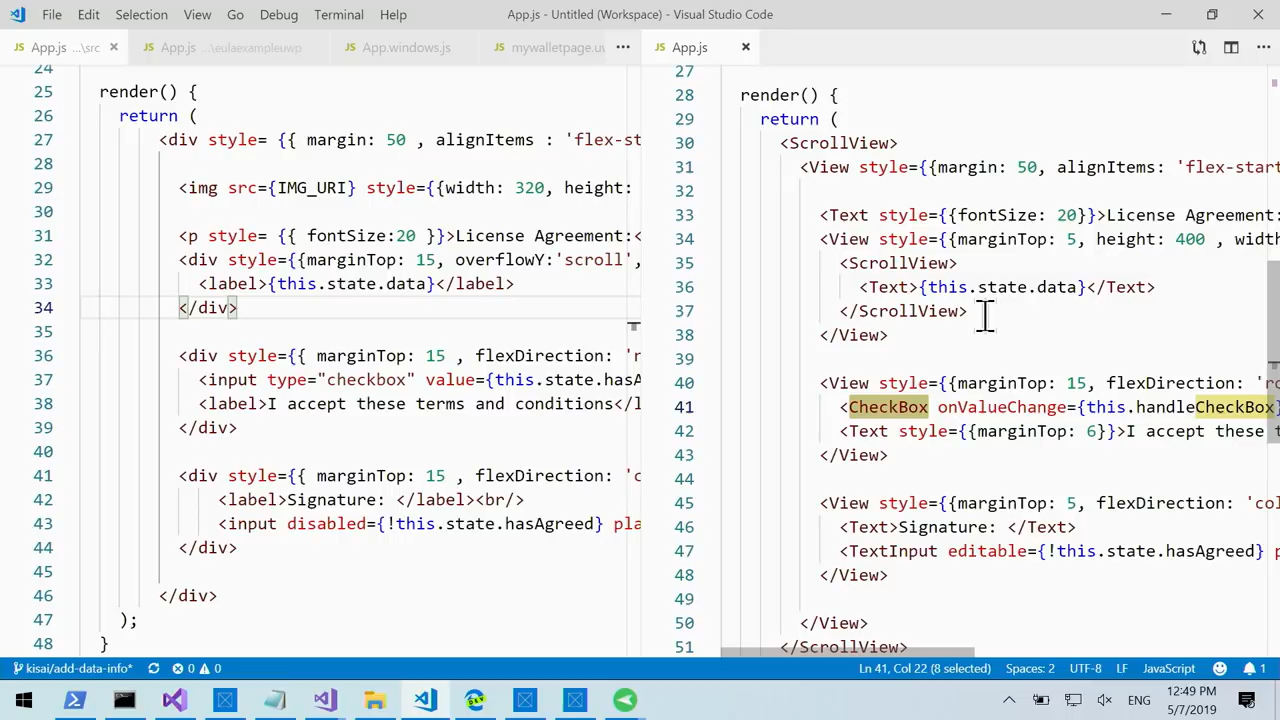 File Edit Selection View Go Debug Terminal Help App.js - Untitled (Workspace) - Visual Studio Code
JS App.js ...\src JS App.js ...\eulaexampleuwp JS App.windows.js JS mywalletpage.uw ... JS App.js
24
25 render() {
26 return (
27 <div style= {{ margin: 50 , alignItems : 'flex-sta
28
29 <img src={IMG_URI} style={{width: 320, height:
30
31 <p style= {{ fontSize:20 }}>License Agreement:<
32 <div style={{marginTop: 15, overflowY:'scroll',
33 <label>{this.state.data}</label>
34 </div>
35
36 <div style={{ marginTop: 15 , flexDirection: 'r
37 <input type="checkbox" value={this.state.hasA
38 <label>I accept these terms and conditions</l
39 </div>
40
41 <div style={{ marginTop: 15 , flexDirection: 'c
42 <label>Signature: </label><br/>
43 <input disabled={!this.state.hasAgreed} pla
44 </div>
45
46 </div>
47 );
48 }
27
28 render() {
29 return (
30 <ScrollView>
31 <View style={{margin: 50, alignItems: 'flex-start
32
33 <Text style={{fontSize: 20}}>License Agreement:
34 <View style={{marginTop: 5, height: 400 , width
35 <ScrollView>
36 <Text>{this.state.data}</Text>
37 </ScrollView>
38 </View>
39
40 <View style={{marginTop: 15, flexDirection: 'ro
41 <CheckBox onValueChange={this.handleCheckBox}
42 <Text style={{marginTop: 6}}>I accept these t
43 </View>
44
45 <View style={{marginTop: 5, flexDirection: 'col
46 <Text>Signature: </Text>
47 <TextInput editable={!this.state.hasAgreed} p
48 </View>
49
50 </View>
51 </ScrollView>
kisai/add-data-info* 0 0 Ln 41, Col 22 (8 selected) Spaces: 2 UTF-8 LF JavaScript 1
ENG 12:49 PM
5/7/2019